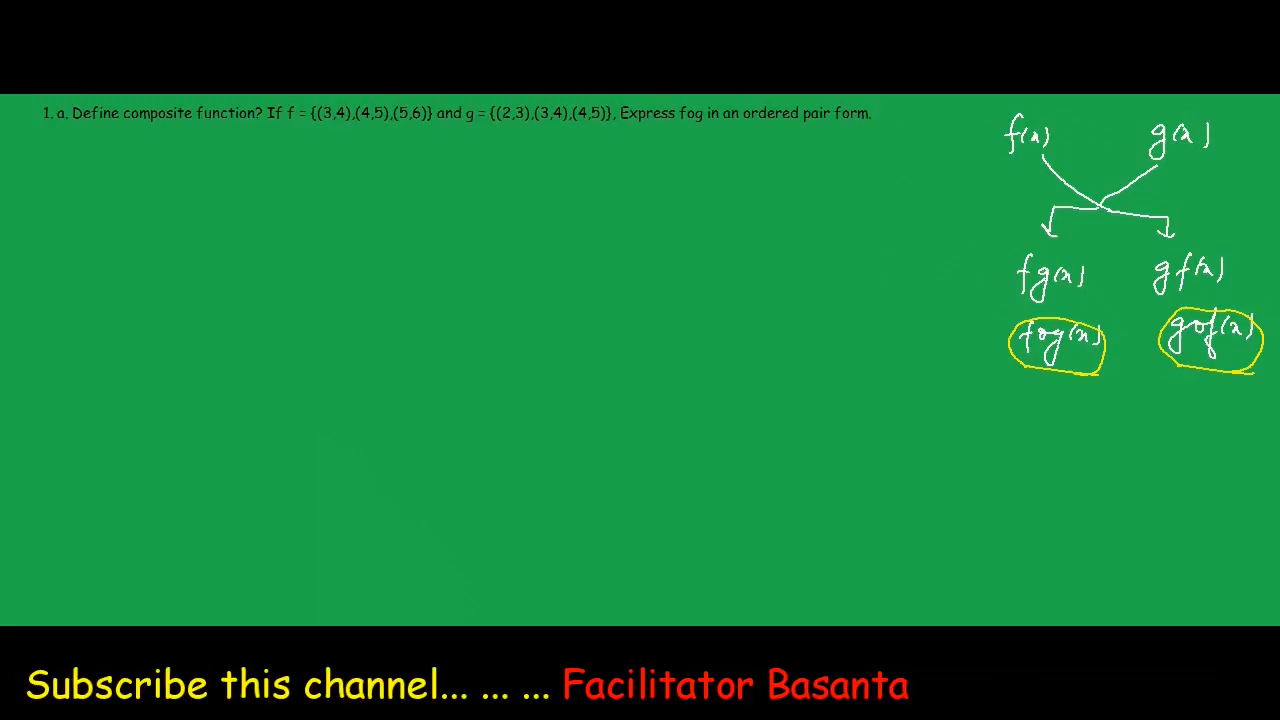 1. a. Define composite function? If f = {(3,4),(4,5),(5,6)} and g = {(2,3),(3,4),(4,5)}, Express fog in an ordered pair form.
f(x) g(x)
fg(x) gf(x)
fog(x) gof(x)
Subscribe this channel... ... ... Facilitator Basanta